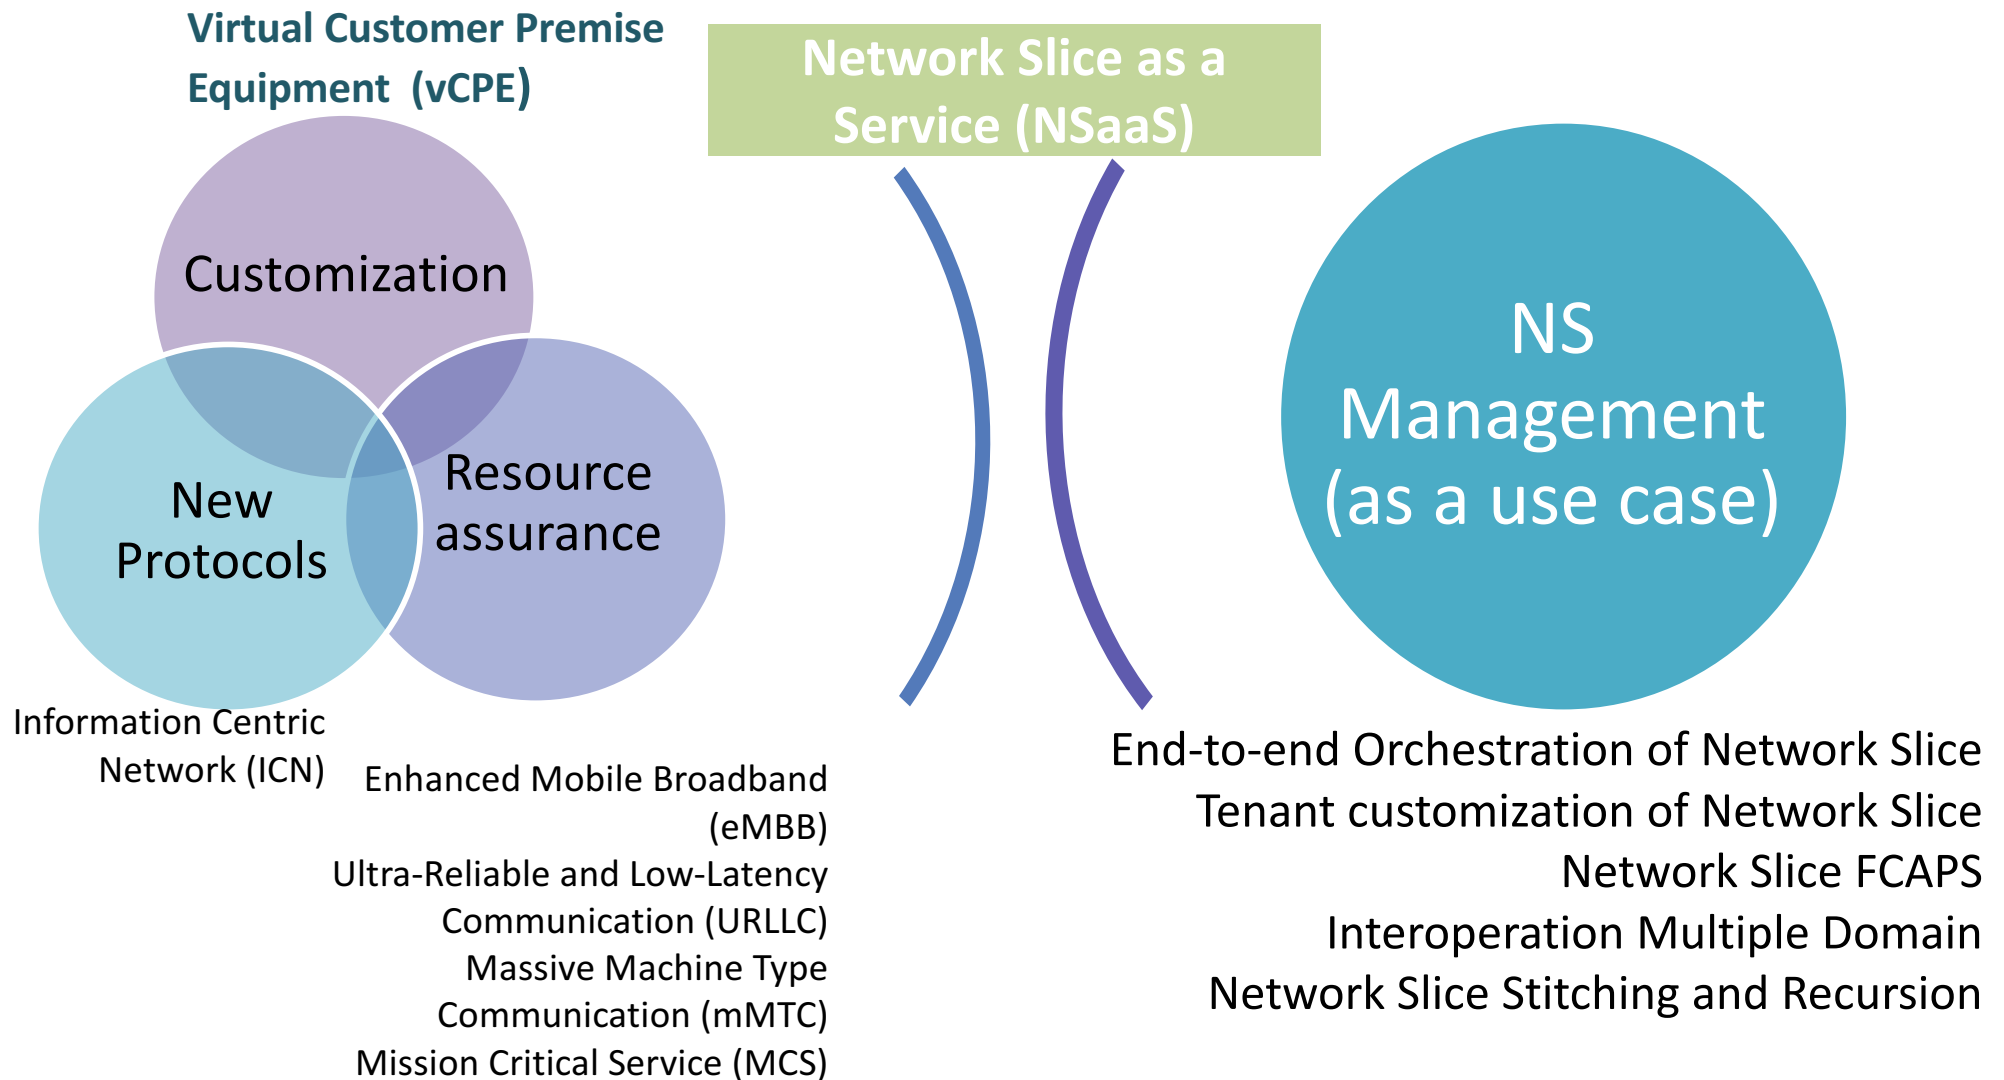 Virtual Customer Premise
Equipment (vCPE)
Network Slice as a
Service (NSaaS)
Customization
New
Protocols
Resource
assurance
NS
Management
(as a use case)
Information Centric
Network (ICN)
Enhanced Mobile Broadband
(eMBB)
Ultra-Reliable and Low-Latency
Communication (URLLC)
Massive Machine Type
Communication (mMTC)
Mission Critical Service (MCS)
End-to-end Orchestration of Network Slice
Tenant customization of Network Slice
Network Slice FCAPS
Interoperation Multiple Domain
Network Slice Stitching and Recursion